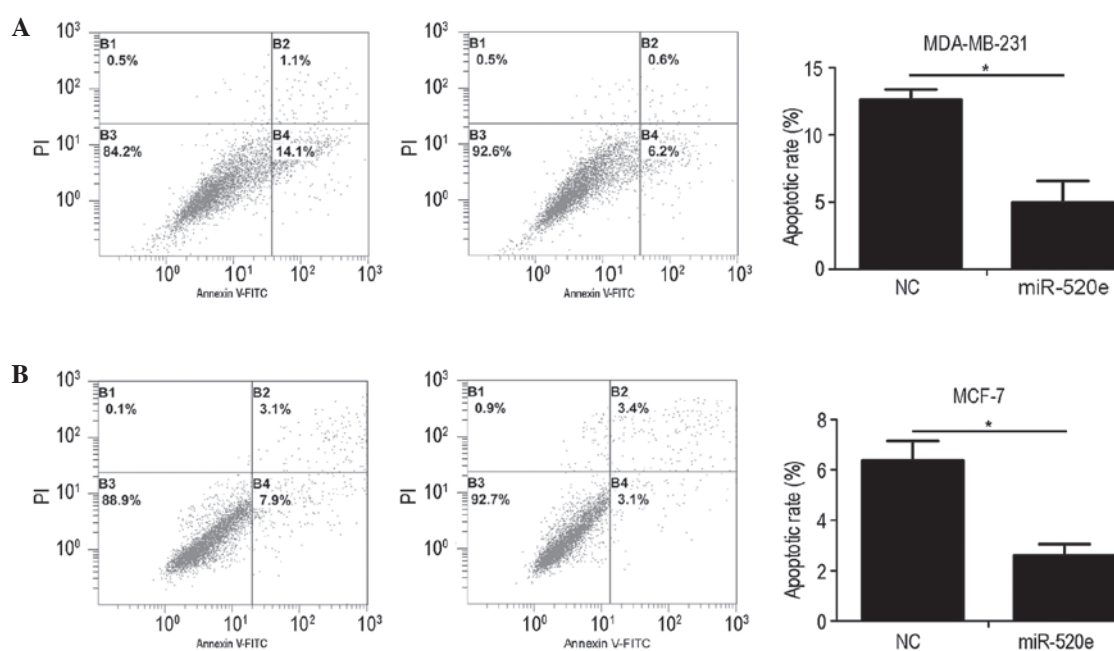 A
10³
10²
10¹
10⁰
PI
B1
0.5%
B2
1.1%
B3
84.2%
B4
14.1%
10⁰ 10¹ 10² 10³
Annexin V-FITC
10³
10²
10¹
10⁰
PI
B1
0.5%
B2
0.6%
B3
92.6%
B4
6.2%
10⁰ 10¹ 10² 10³
Annexin V-FITC
MDA-MB-231
*
Apoptotic rate (%)
15
10
5
0
NC miR-520e
B
10³
10²
10¹
10⁰
PI
B1
0.1%
B2
3.1%
B3
88.9%
B4
7.9%
10⁰ 10¹ 10² 10³
Annexin V-FITC
10³
10²
10¹
10⁰
PI
B1
0.9%
B2
3.4%
B3
92.7%
B4
3.1%
10⁰ 10¹ 10² 10³
Annexin V-FITC
MCF-7
*
Apoptotic rate (%)
8
6
4
2
0
NC miR-520e